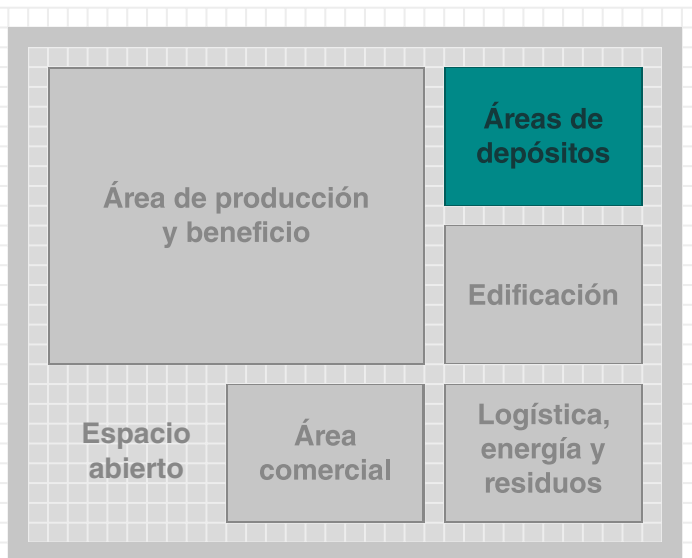 Áreas de
depósitos
Área de producción
y beneficio
Edificación
Espacio
abierto
Área
comercial
Logística,
energía y
residuos